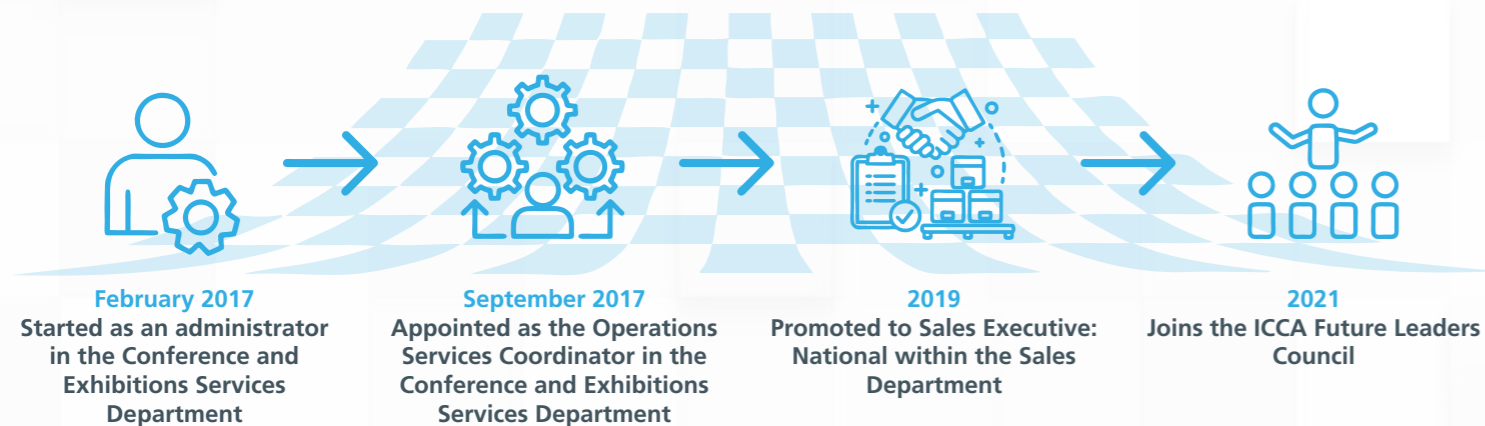 February 2017
Started as an administrator
in the Conference and
Exhibitions Services
Department
September 2017
Appointed as the Operations
Services Coordinator in the
Conference and Exhibitions
Services Department
2019
Promoted to Sales Executive:
National within the Sales
Department
2021
Joins the ICCA Future Leaders
Council